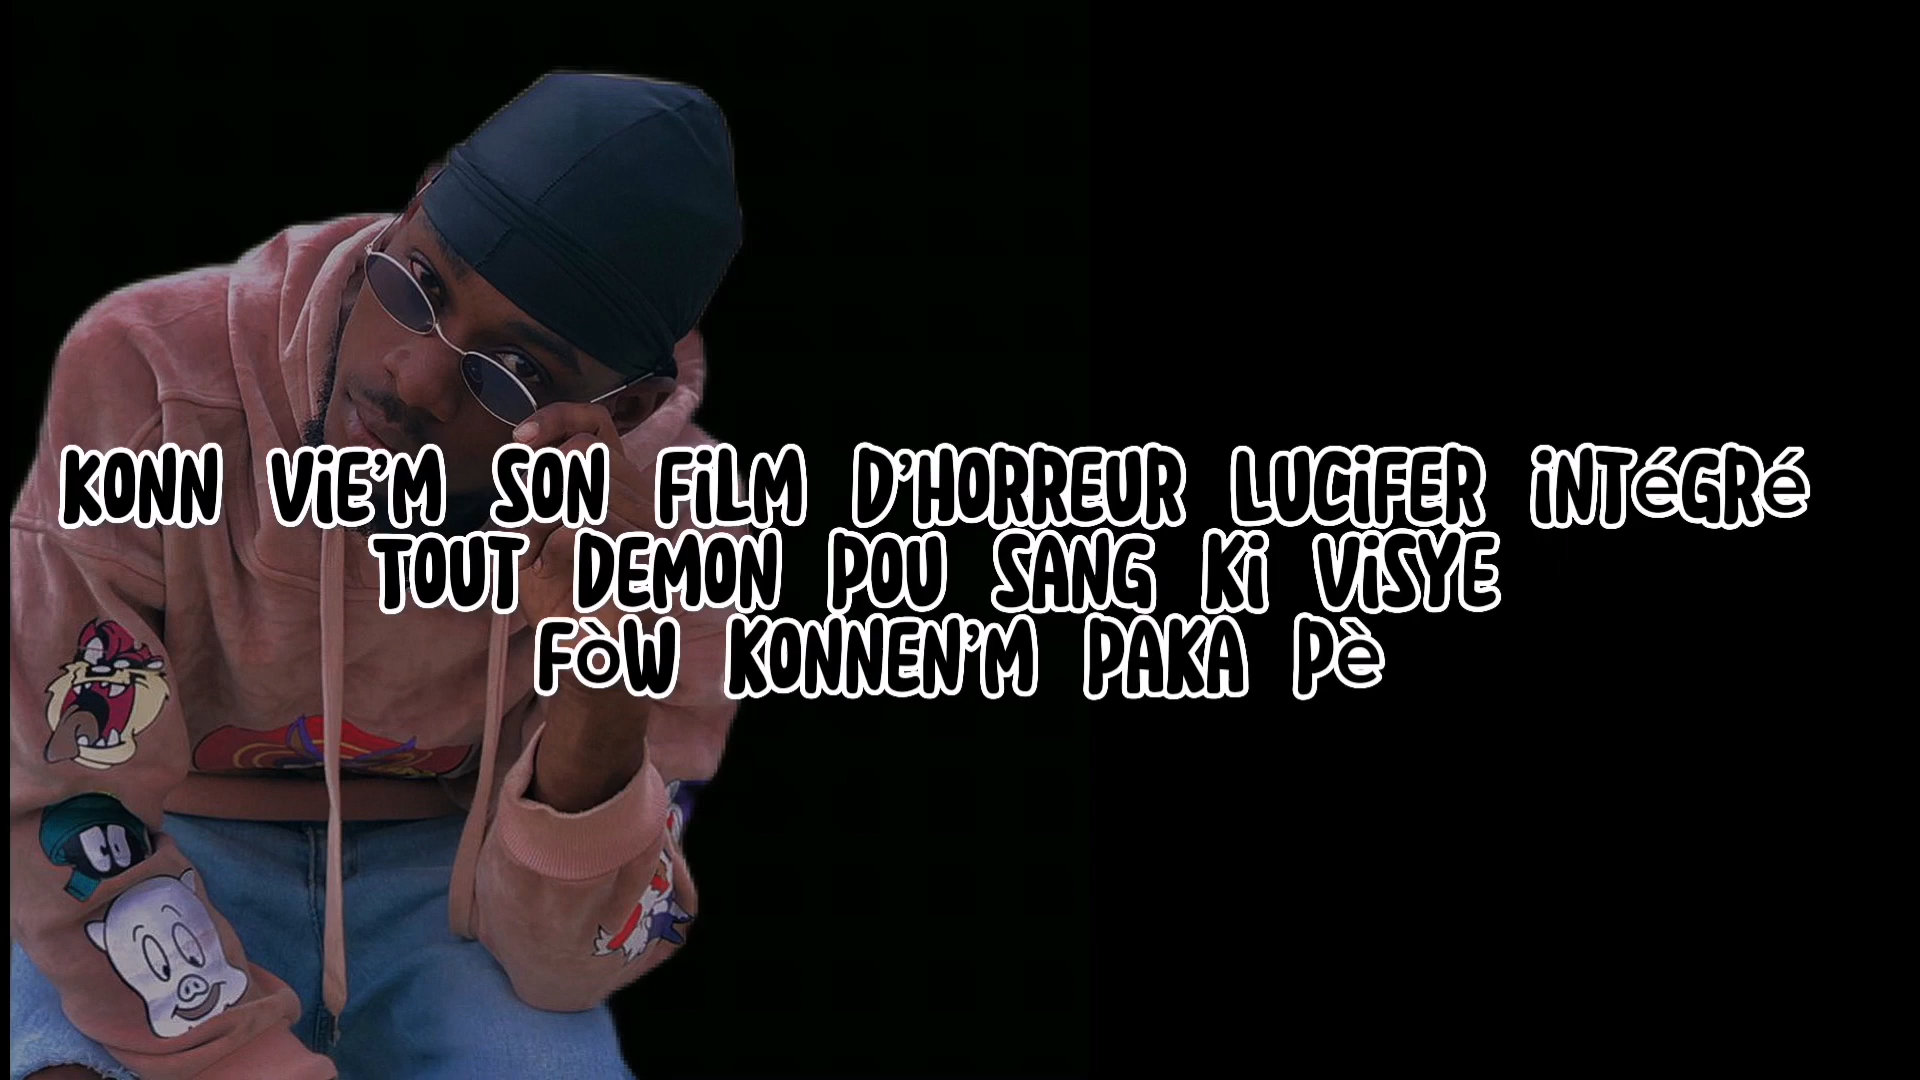 KONN ViE'M SON FiLM D'HORREUR LUCiFER iNTéGRé
TOUT DEMON POU SANG Ki ViSYE
FòW KONNEN'M PAKA Pè